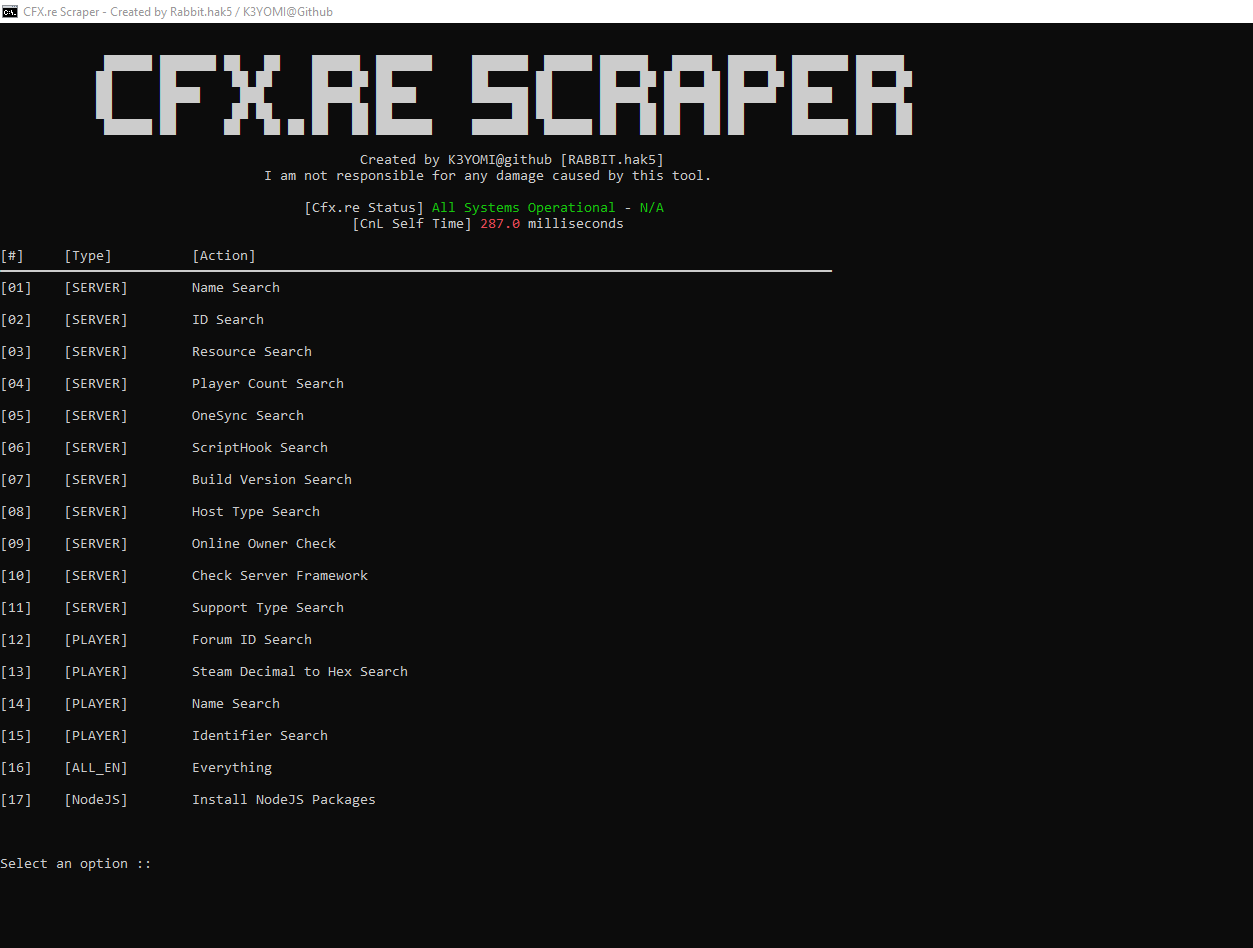 CFX.re Scraper - Created by Rabbit.hak5 / K3YOMI@Github
CFX.RE SCRAPER
Created by K3YOMI@github [RABBIT.hak5]
I am not responsible for any damage caused by this tool.
[Cfx.re Status] All Systems Operational - N/A
[CnL Self Time] 287.0 milliseconds
[#] [Type] [Action]
[01] [SERVER] Name Search
[02] [SERVER] ID Search
[03] [SERVER] Resource Search
[04] [SERVER] Player Count Search
[05] [SERVER] OneSync Search
[06] [SERVER] ScriptHook Search
[07] [SERVER] Build Version Search
[08] [SERVER] Host Type Search
[09] [SERVER] Online Owner Check
[10] [SERVER] Check Server Framework
[11] [SERVER] Support Type Search
[12] [PLAYER] Forum ID Search
[13] [PLAYER] Steam Decimal to Hex Search
[14] [PLAYER] Name Search
[15] [PLAYER] Identifier Search
[16] [ALL_EN] Everything
[17] [NodeJS] Install NodeJS Packages
Select an option ::